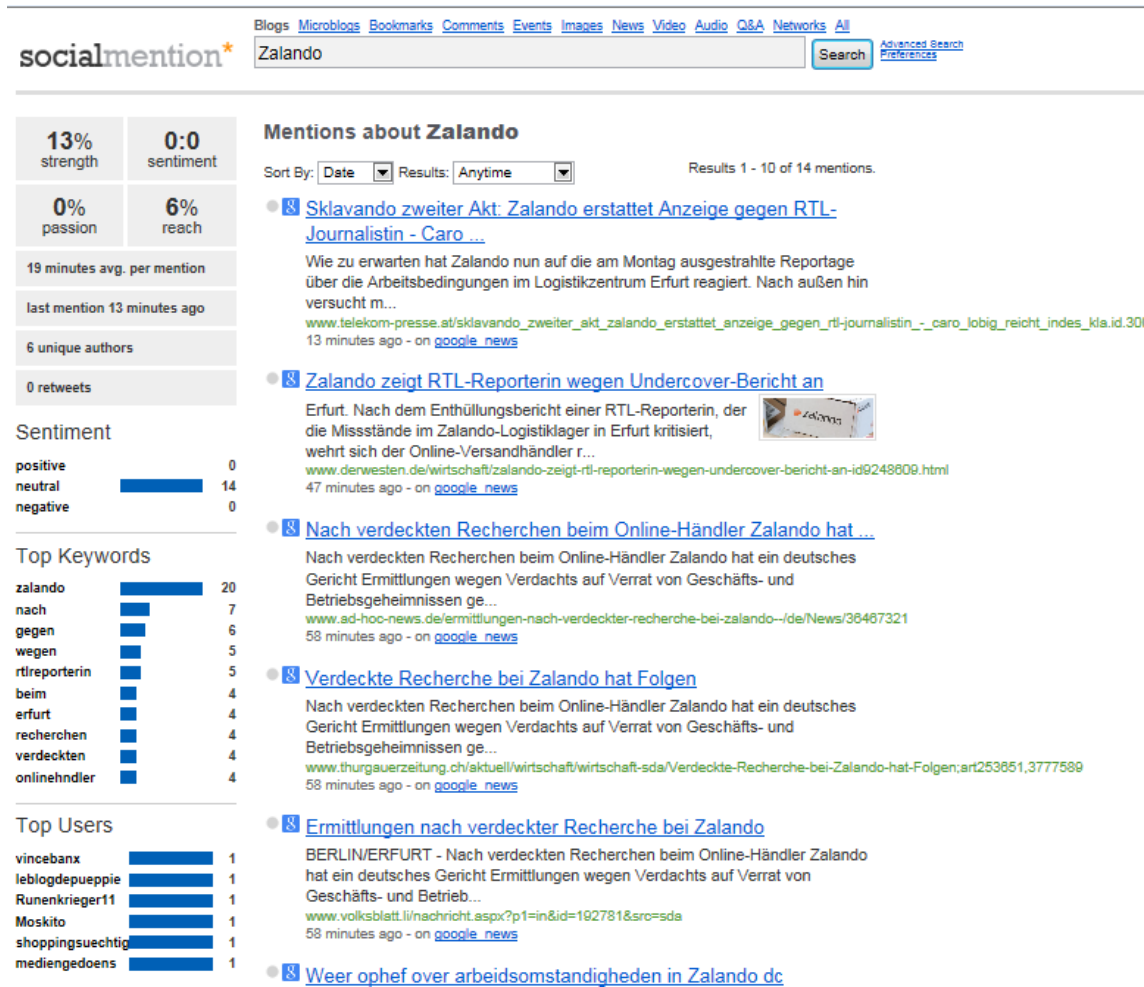 Blogs Microblogs Bookmarks Comments Events Images News Video Audio Q&A Networks All
socialmention*
Zalando
Search
Advanced Search
Preferences
13%
strength
0:0
sentiment
0%
passion
6%
reach
19 minutes avg. per mention
last mention 13 minutes ago
6 unique authors
0 retweets
Sentiment
positive 0
neutral 14
negative 0
Top Keywords
zalando 20
nach 7
gegen 6
wegen 5
rtlreporterin 5
beim 4
erfurt 4
recherchen 4
verdeckten 4
onlinehndler 4
Top Users
vincebanx 1
leblogdepueppie 1
Runenkrieger11 1
Moskito 1
shoppingsuechtig 1
mediengedoens 1
Mentions about Zalando
Sort By: Date Results: Anytime
Results 1 - 10 of 14 mentions.
Sklavando zweiter Akt: Zalando erstattet Anzeige gegen RTL-
Journalistin - Caro ...
Wie zu erwarten hat Zalando nun auf die am Montag ausgestrahlte Reportage
über die Arbeitsbedingungen im Logistikzentrum Erfurt reagiert. Nach außen hin
versucht m...
www.telekom-presse.at/sklavando_zweiter_akt_zalando_erstattet_anzeige_gegen_rtl-journalistin_-_caro_lobig_reicht_indes_kla.id.30
13 minutes ago - on google_news
Zalando zeigt RTL-Reporterin wegen Undercover-Bericht an
Erfurt. Nach dem Enthüllungsbericht einer RTL-Reporterin, der
die Missstände im Zalando-Logistiklager in Erfurt kritisiert,
wehrt sich der Online-Versandhändler r...
zalando
www.derwesten.de/wirtschaft/zalando-zeigt-rtl-reporterin-wegen-undercover-bericht-an-id9248609.html
47 minutes ago - on google_news
Nach verdeckten Recherchen beim Online-Händler Zalando hat ...
Nach verdeckten Recherchen beim Online-Händler Zalando hat ein deutsches
Gericht Ermittlungen wegen Verdachts auf Verrat von Geschäfts- und
Betriebsgeheimnissen ge...
www.ad-hoc-news.de/ermittlungen-nach-verdeckter-recherche-bei-zalando--/de/News/36467321
58 minutes ago - on google_news
Verdeckte Recherche bei Zalando hat Folgen
Nach verdeckten Recherchen beim Online-Händler Zalando hat ein deutsches
Gericht Ermittlungen wegen Verdachts auf Verrat von Geschäfts- und
Betriebsgeheimnissen ge...
www.thurgauerzeitung.ch/aktuell/wirtschaft/wirtschaft-sda/Verdeckte-Recherche-bei-Zalando-hat-Folgen;art253651,3777589
58 minutes ago - on google_news
Ermittlungen nach verdeckter Recherche bei Zalando
BERLIN/ERFURT - Nach verdeckten Recherchen beim Online-Händler Zalando
hat ein deutsches Gericht Ermittlungen wegen Verdachts auf Verrat von
Geschäfts- und Betrieb...
www.volksblatt.li/nachricht.aspx?p1=in&id=192781&src=sda
58 minutes ago - on google_news
Weer ophef over arbeidsomstandigheden in Zalando dc